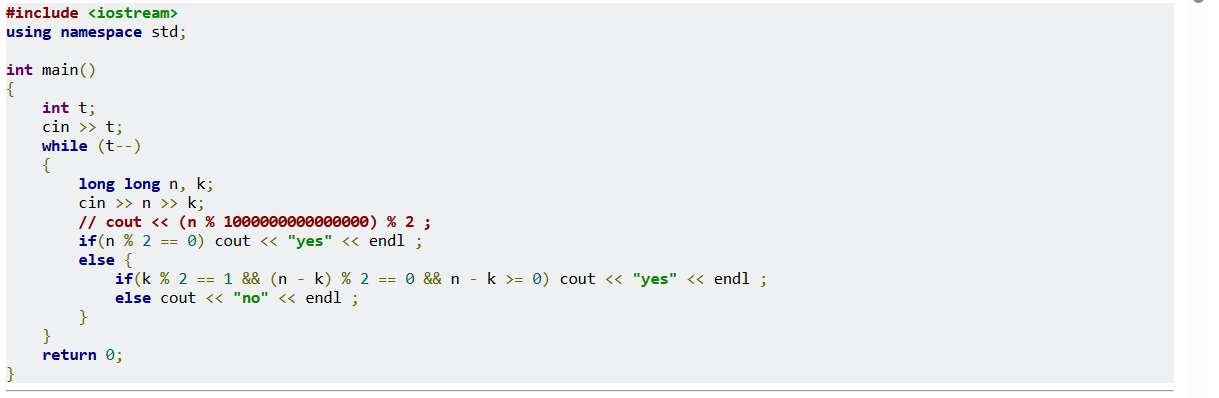 #include <iostream>
using namespace std;
int main()
{
    int t;
    cin >> t;
    while (t--)
    {
        long long n, k;
        cin >> n >> k;
        // cout << (n % 1000000000000000) % 2 ;
        if(n % 2 == 0) cout << "yes" << endl ;
        else {
            if(k % 2 == 1 && (n - k) % 2 == 0 && n - k >= 0) cout << "yes" << endl ;
            else cout << "no" << endl ;
        }
    }
    return 0;
}